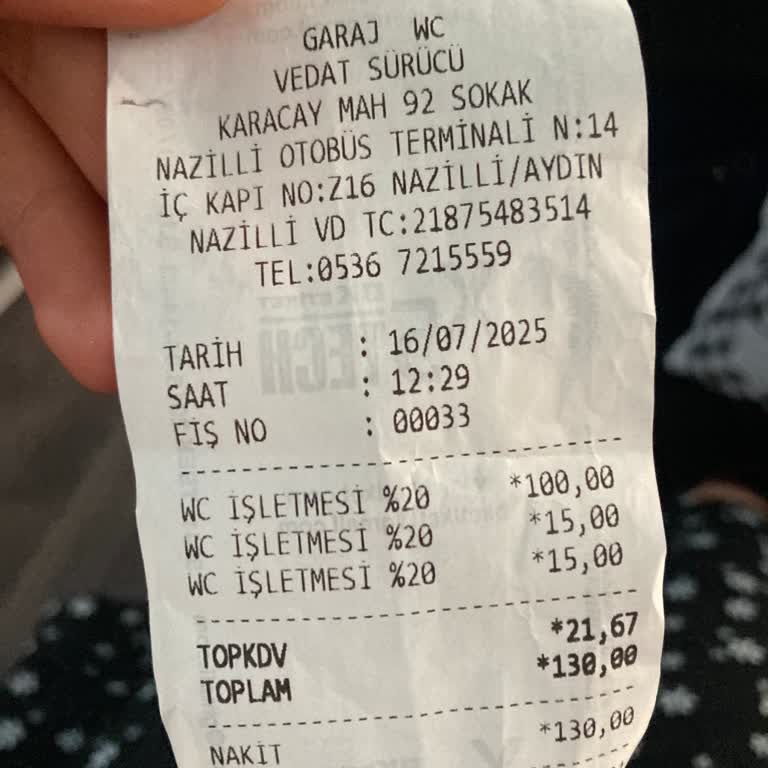 GARAJ WC
VEDAT SÜRÜCÜ
KARACAY MAH 92 SOKAK
NAZİLLİ OTOBÜS TERMİNALİ N:14
İÇ KAPI NO:Z16 NAZİLLİ/AYDIN
NAZİLLİ VD TC:21875483514
TEL:0536 7215559
TARİH : 16/07/2025
SAAT : 12:29
FİŞ NO : 00033
WC İŞLETMESİ %20 *100,00
WC İŞLETMESİ %20 *15,00
WC İŞLETMESİ %20 *15,00
TOPKDV *21,67
TOPLAM *130,00
NAKİT *130,00